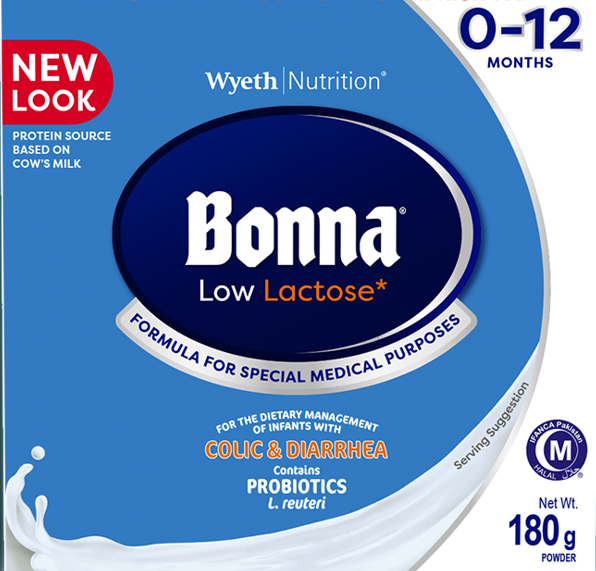 0-12
MONTHS
NEW
LOOK
PROTEIN SOURCE
BASED ON
COW'S MILK
Wyeth|Nutrition®
Bonna®
Low Lactose*
FORMULA FOR SPECIAL MEDICAL PURPOSES
FOR THE DIETARY MANAGEMENT
OF INFANTS WITH
COLIC & DIARRHEA
Contains
PROBIOTICS
L. reuteri
Serving Suggestion
IFANCA Pakistan
M
HALAL حلال ®
Net Wt.
180 g
POWDER